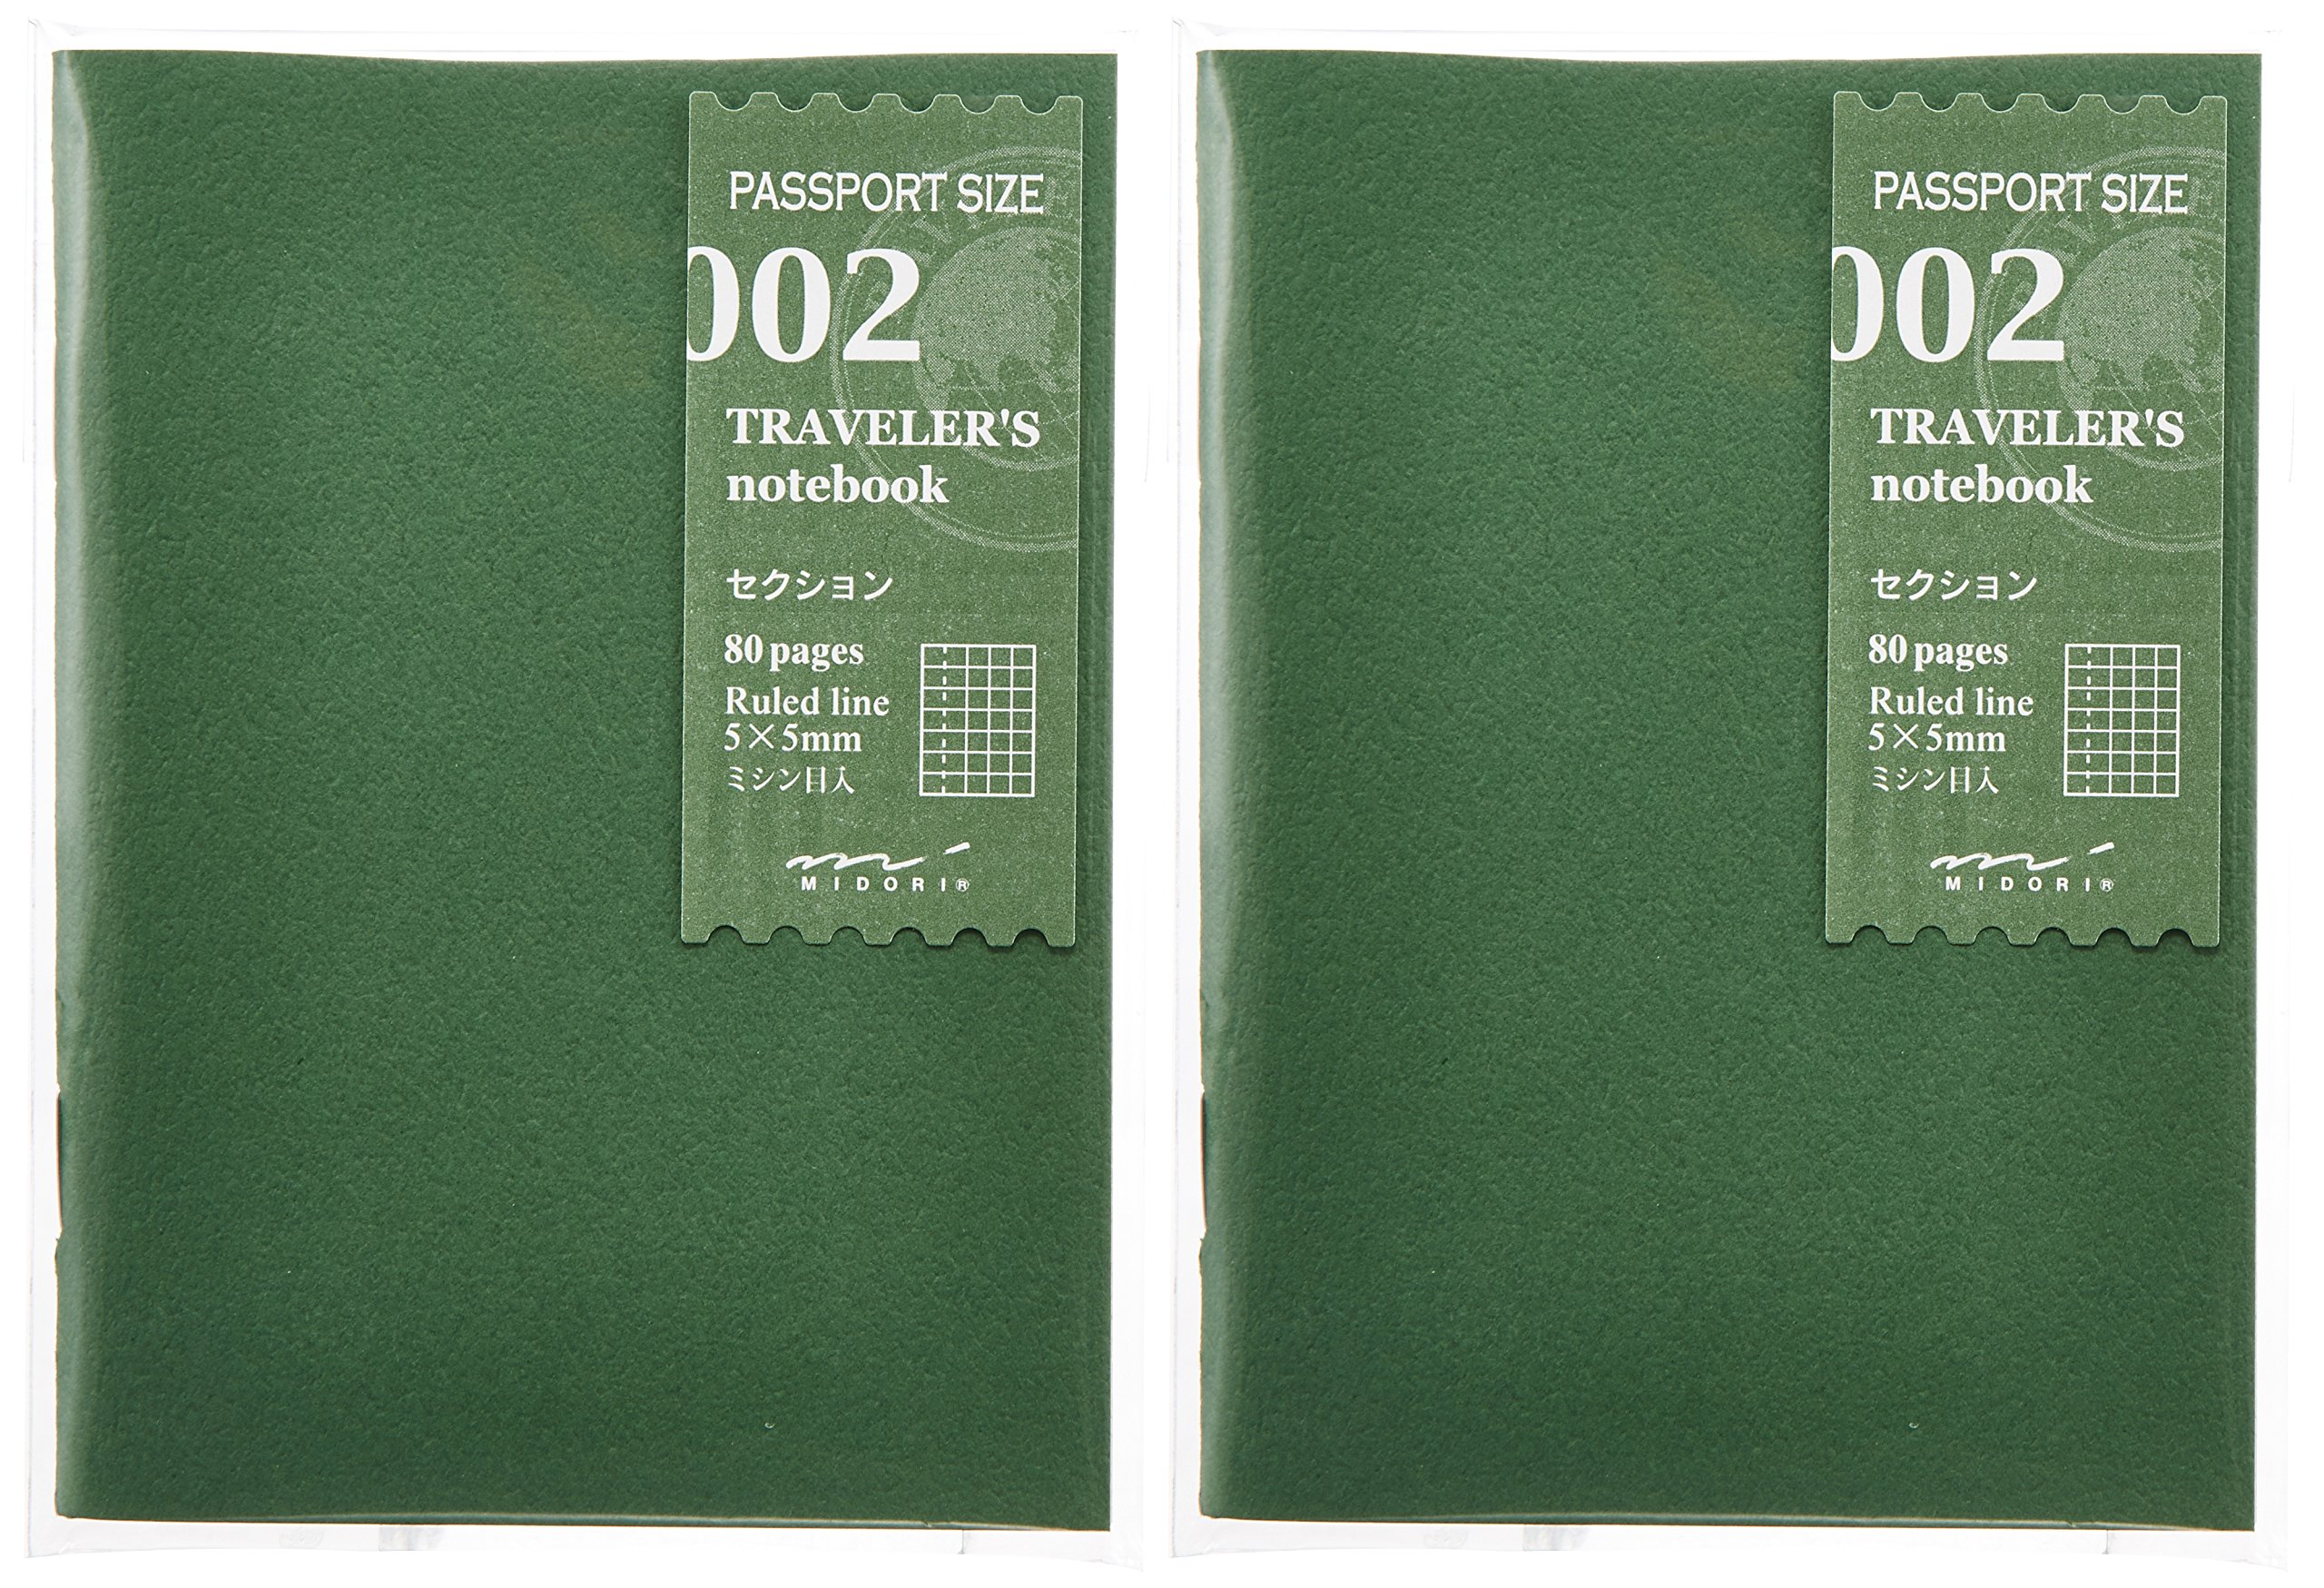 PASSPORT SIZE
002
TRAVELER'S
notebook
セクション
80 pages
Ruled line
5×5mm
ミシン目入
MIDORI®
PASSPORT SIZE
002
TRAVELER'S
notebook
セクション
80 pages
Ruled line
5×5mm
ミシン目入
MIDORI®